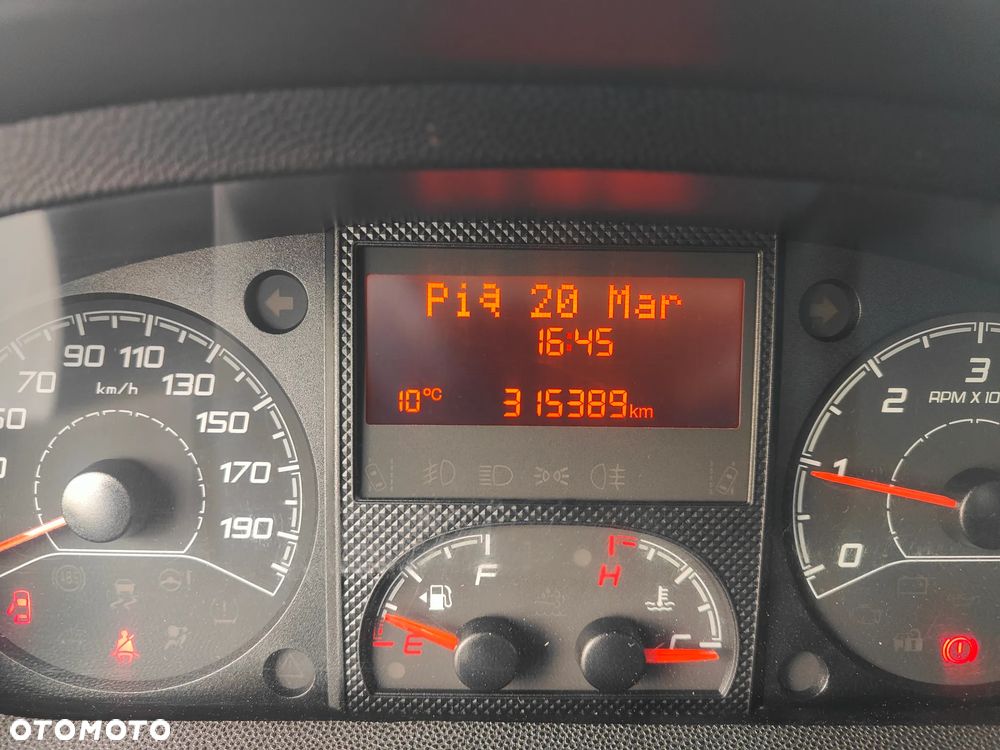 Pią 20 Mar
16:45
10°C 315389km
70 90 110 130 150 170 190
km/h
0 1 2 3
RPM X 10
F
E
H
C
OTOMOTO